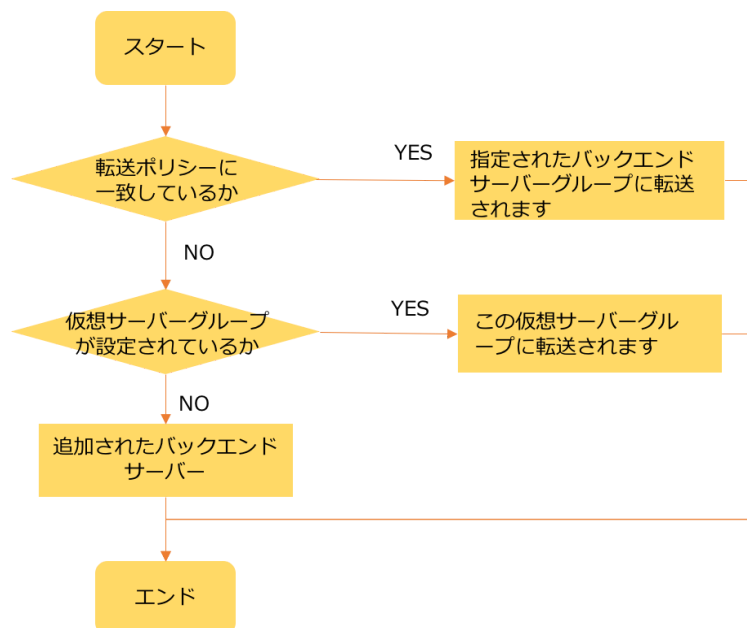 スタート
転送ポリシーに
一致しているか
YES
指定されたバックエンド
サーバーグループに転送
されます
NO
仮想サーバーグループ
が設定されているか
YES
この仮想サーバーグル
ープに転送されます
NO
追加されたバックエンド
サーバー
エンド